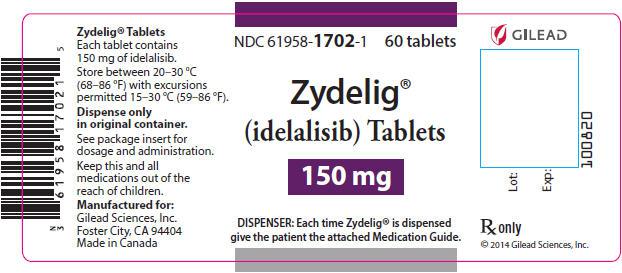 Zydelig® Tablets
Each tablet contains
150 mg of idelalisib.
Store between 20–30 °C
(68–86 °F) with excursions
permitted 15–30 °C (59–86 °F).
Dispense only
in original container.
See package insert for
dosage and administration.
Keep this and all
medications out of the
reach of children.
Manufactured for:
Gilead Sciences, Inc.
Foster City, CA 94404
Made in Canada
N
3 61958 17021 5
NDC 61958-1702-1 60 tablets
Zydelig®
(idelalisib) Tablets
150 mg
DISPENSER: Each time Zydelig® is dispensed
give the patient the attached Medication Guide.
GILEAD
Lot:
Exp:
100820
Rx only
© 2014 Gilead Sciences, Inc.